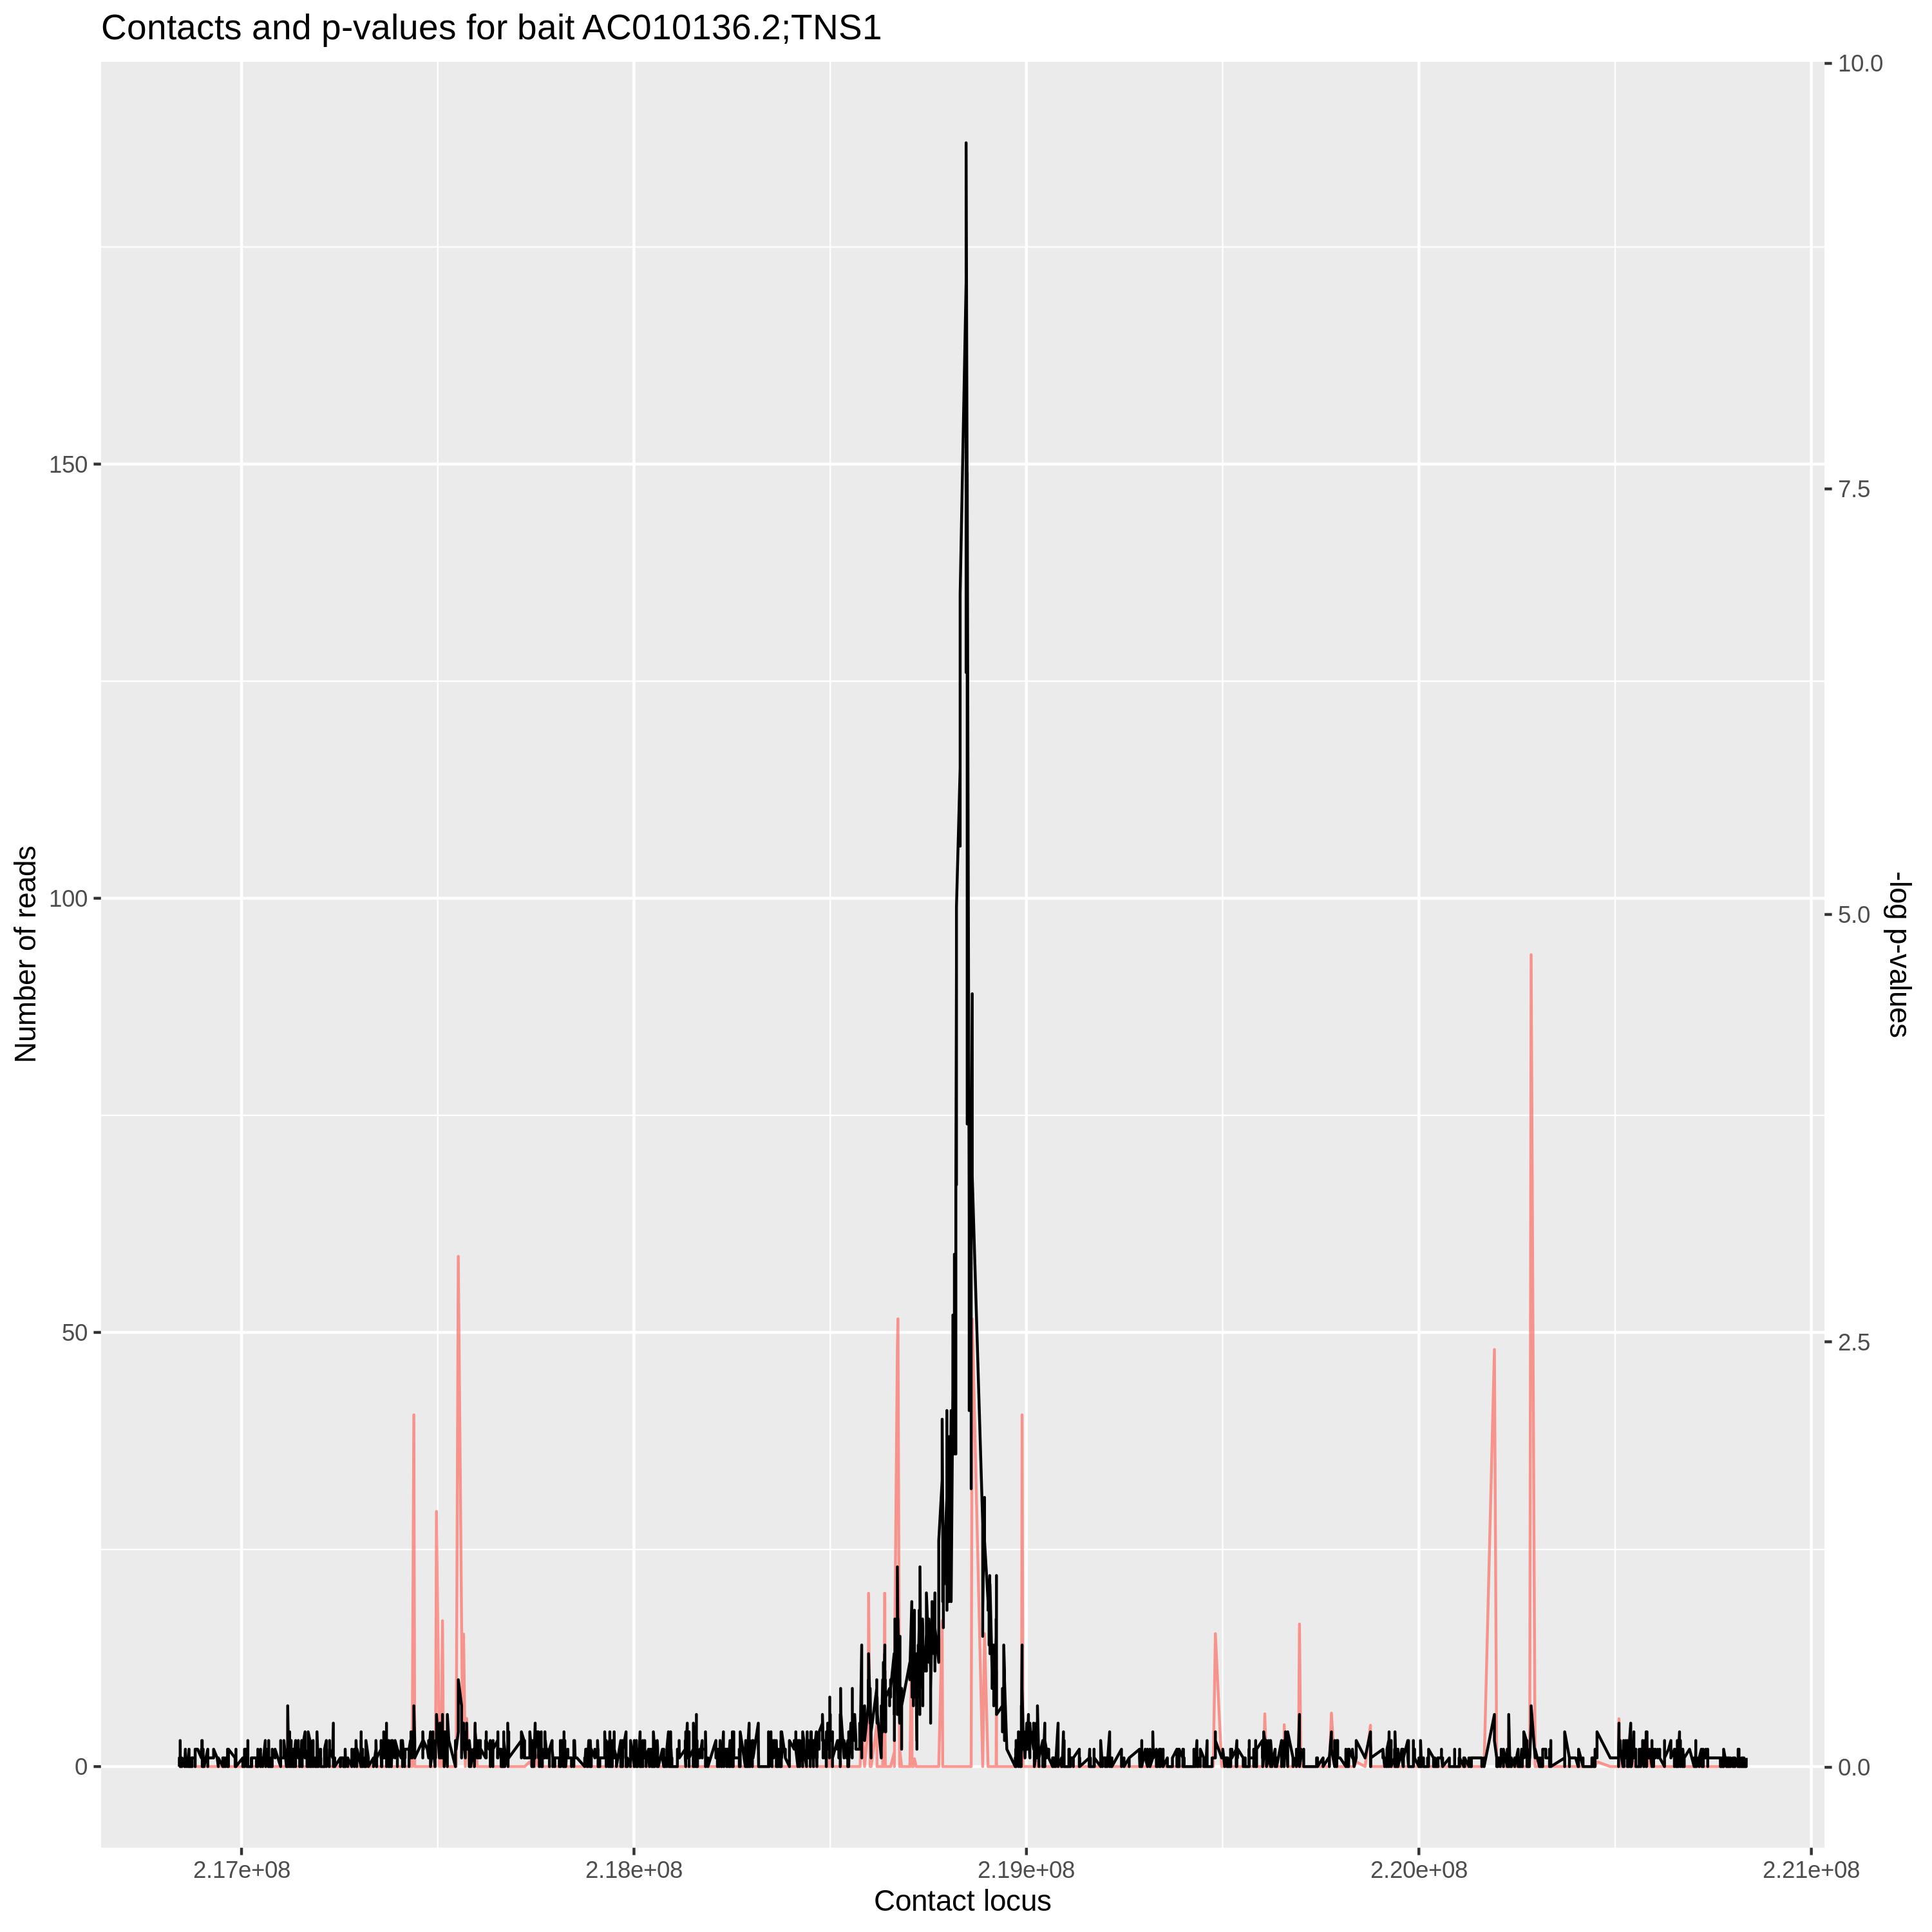 Contacts and p-values for bait AC010136.2;TNS1
Number of reads
150
100
50
0
10.0
7.5
5.0
2.5
0.0
-log p-values
2.17e+08
2.18e+08
2.19e+08
2.20e+08
2.21e+08
Contact locus